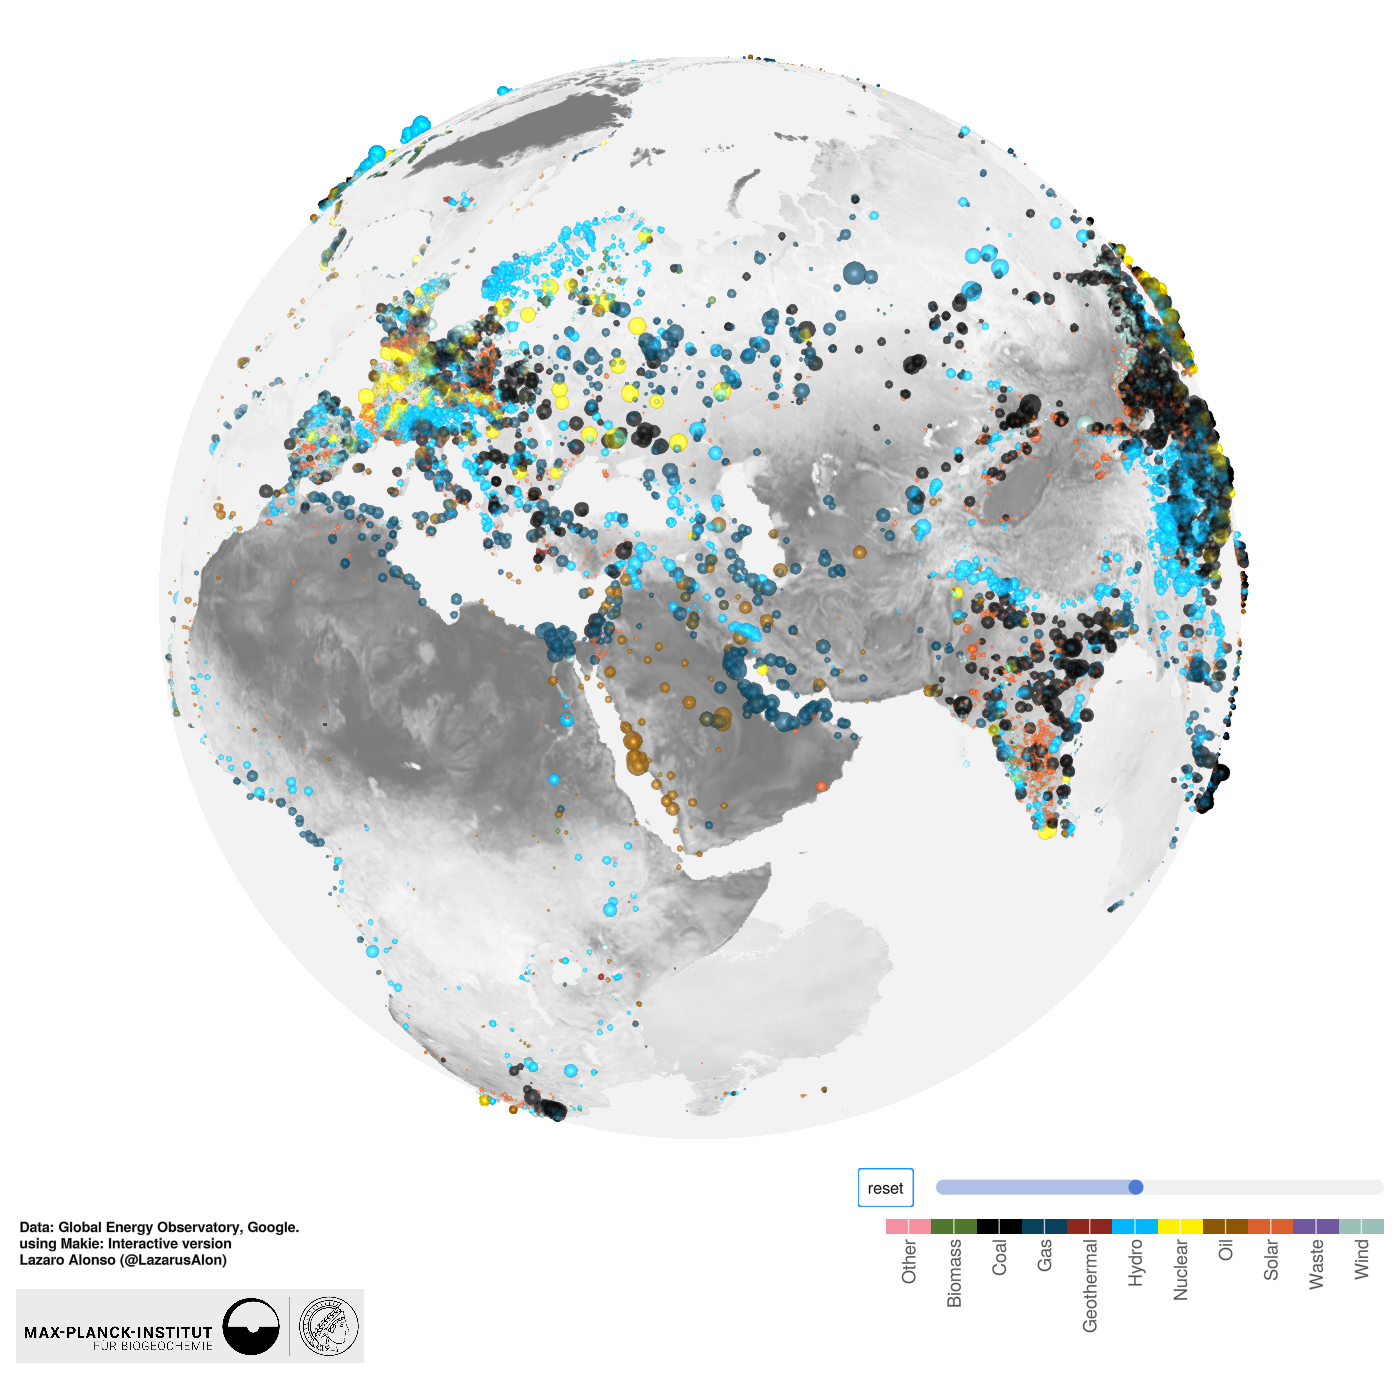 reset
Other
Biomass
Coal
Gas
Geothermal
Hydro
Nuclear
Oil
Solar
Waste
Wind
Data: Global Energy Observatory, Google.
using Makie: Interactive version
Lazaro Alonso (@LazarusAlon)
MAX-PLANCK-INSTITUT
FÜR BIOGEOCHEMIE